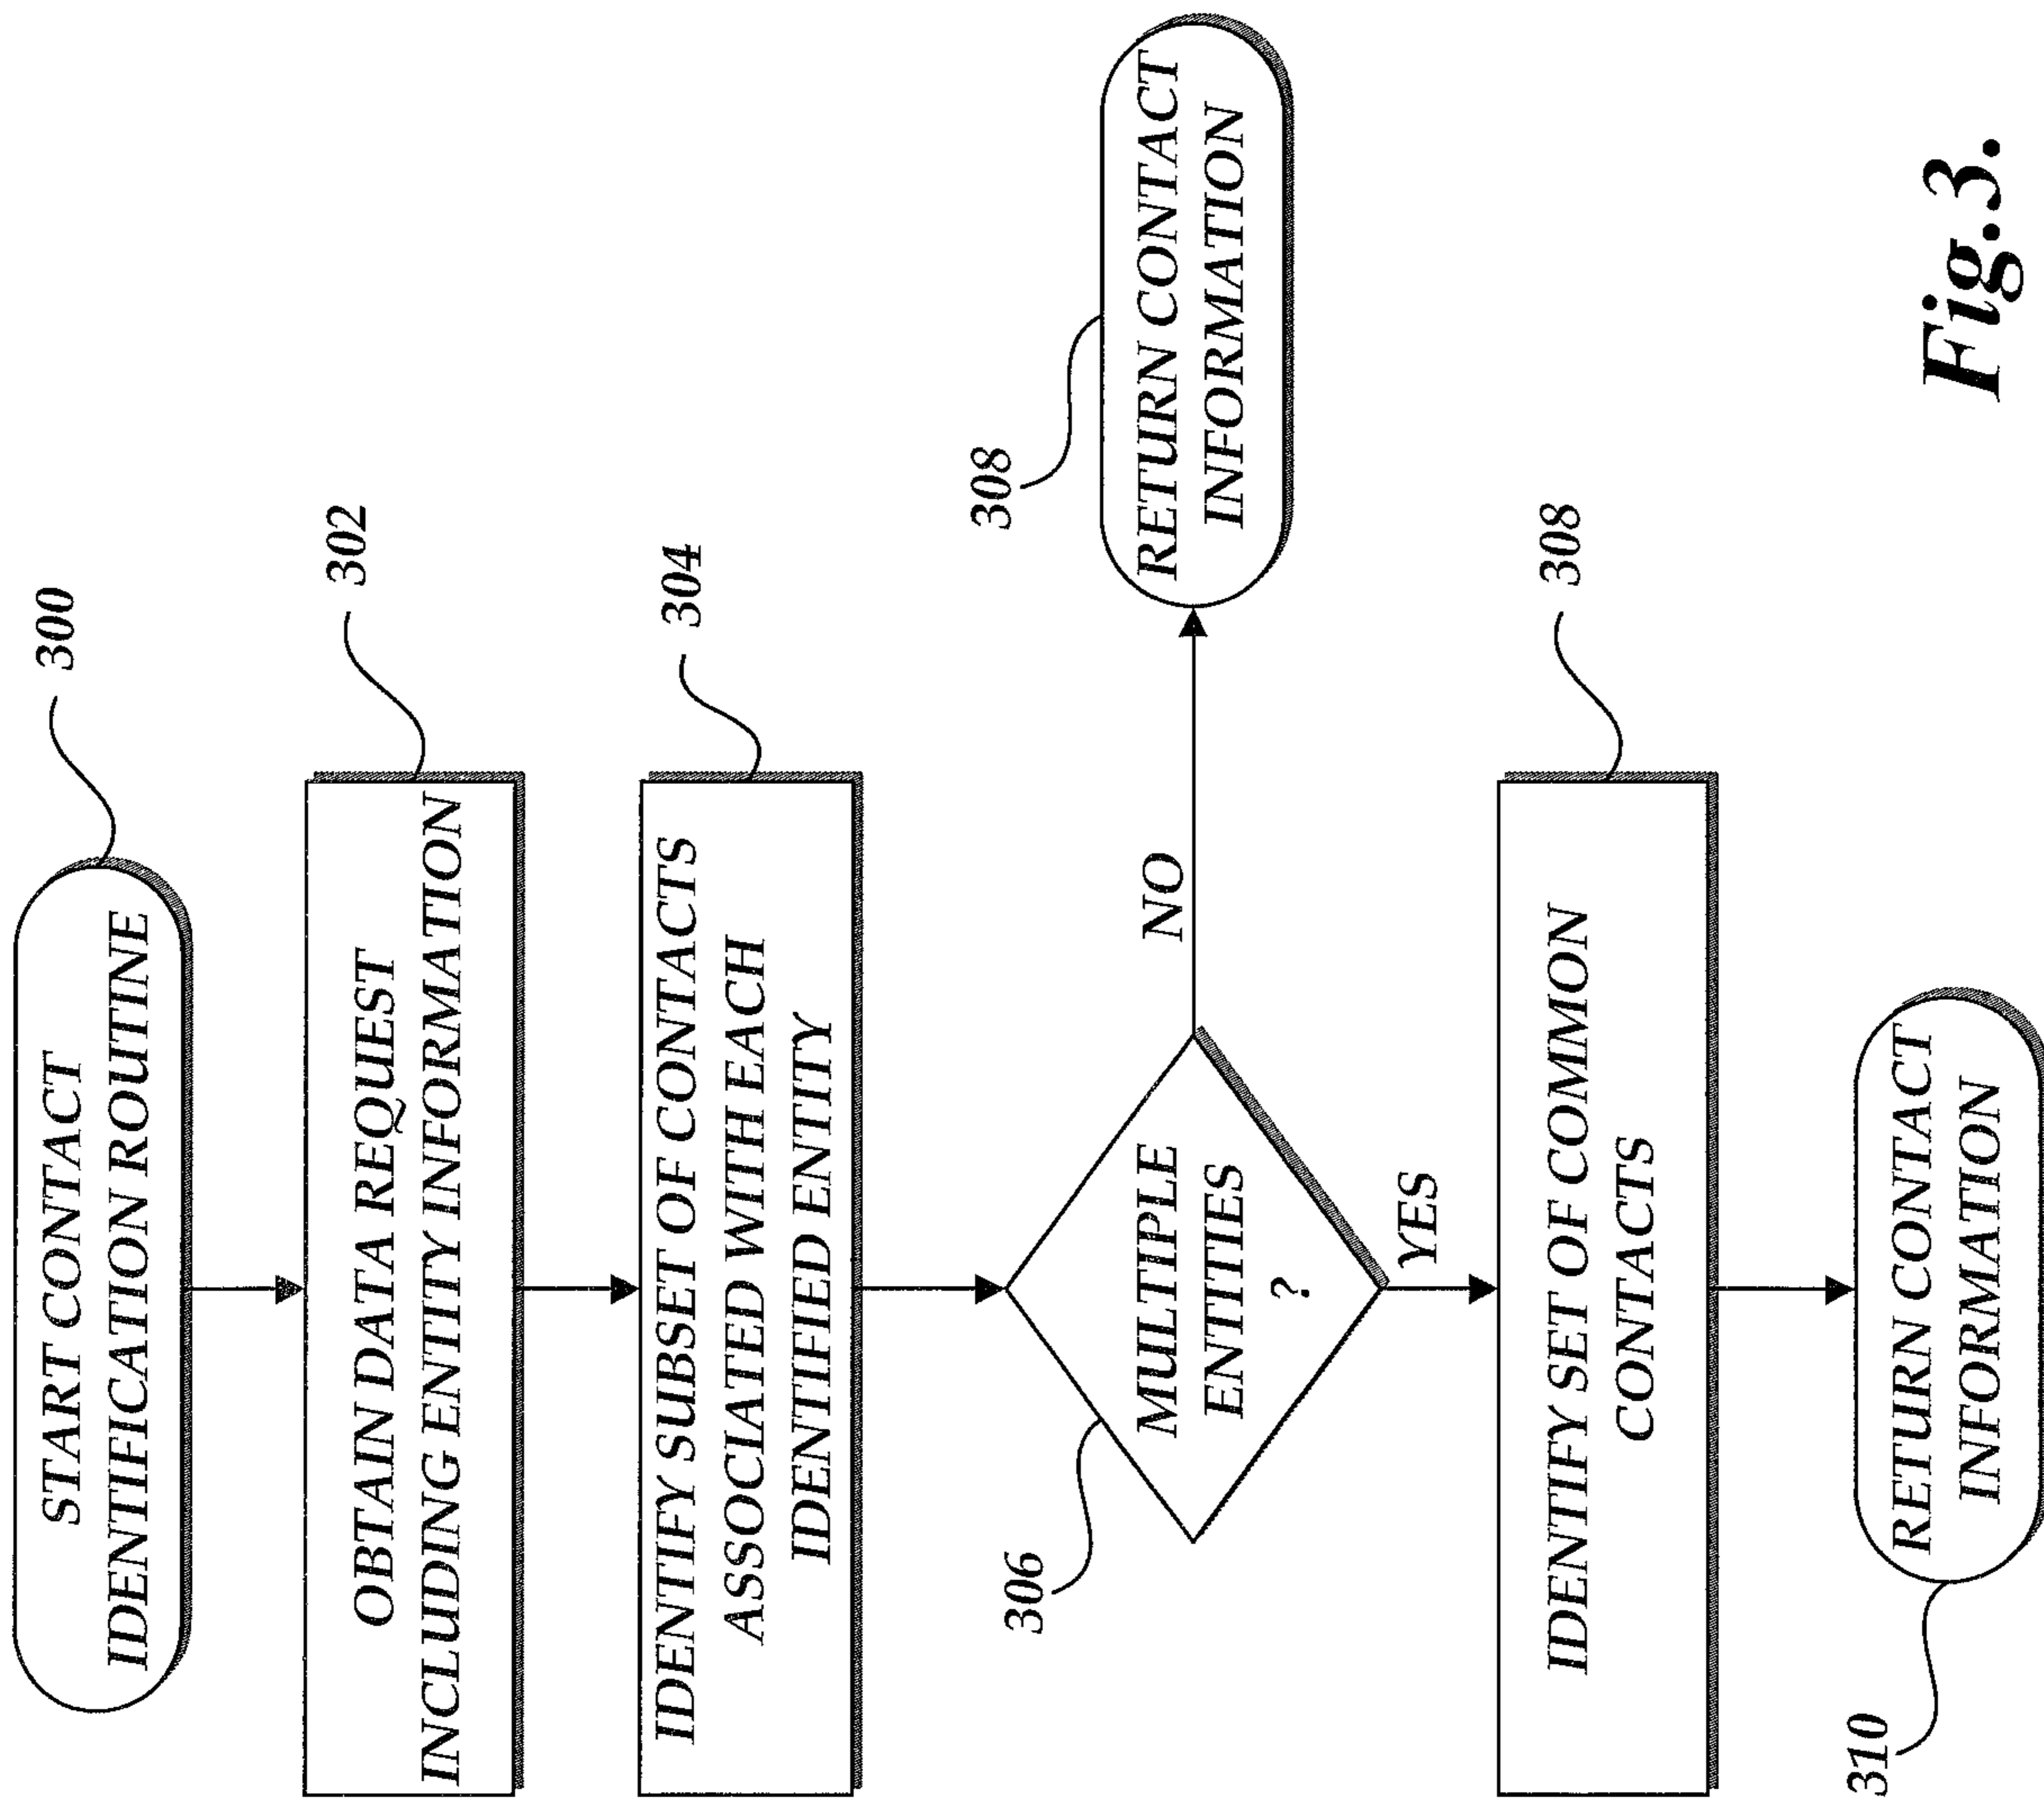 300
START CONTACT
IDENTIFICATION ROUTINE
302
OBTAIN DATA REQUEST
INCLUDING ENTITY INFORMATION
304
IDENTIFY SUBSET OF CONTACTS
ASSOCIATED WITH EACH
IDENTIFIED ENTITY
306
MULTIPLE
ENTITIES
?
NO
308
RETURN CONTACT
INFORMATION
YES
308
IDENTIFY SET OF COMMON
CONTACTS
310
RETURN CONTACT
INFORMATION
Fig.3.